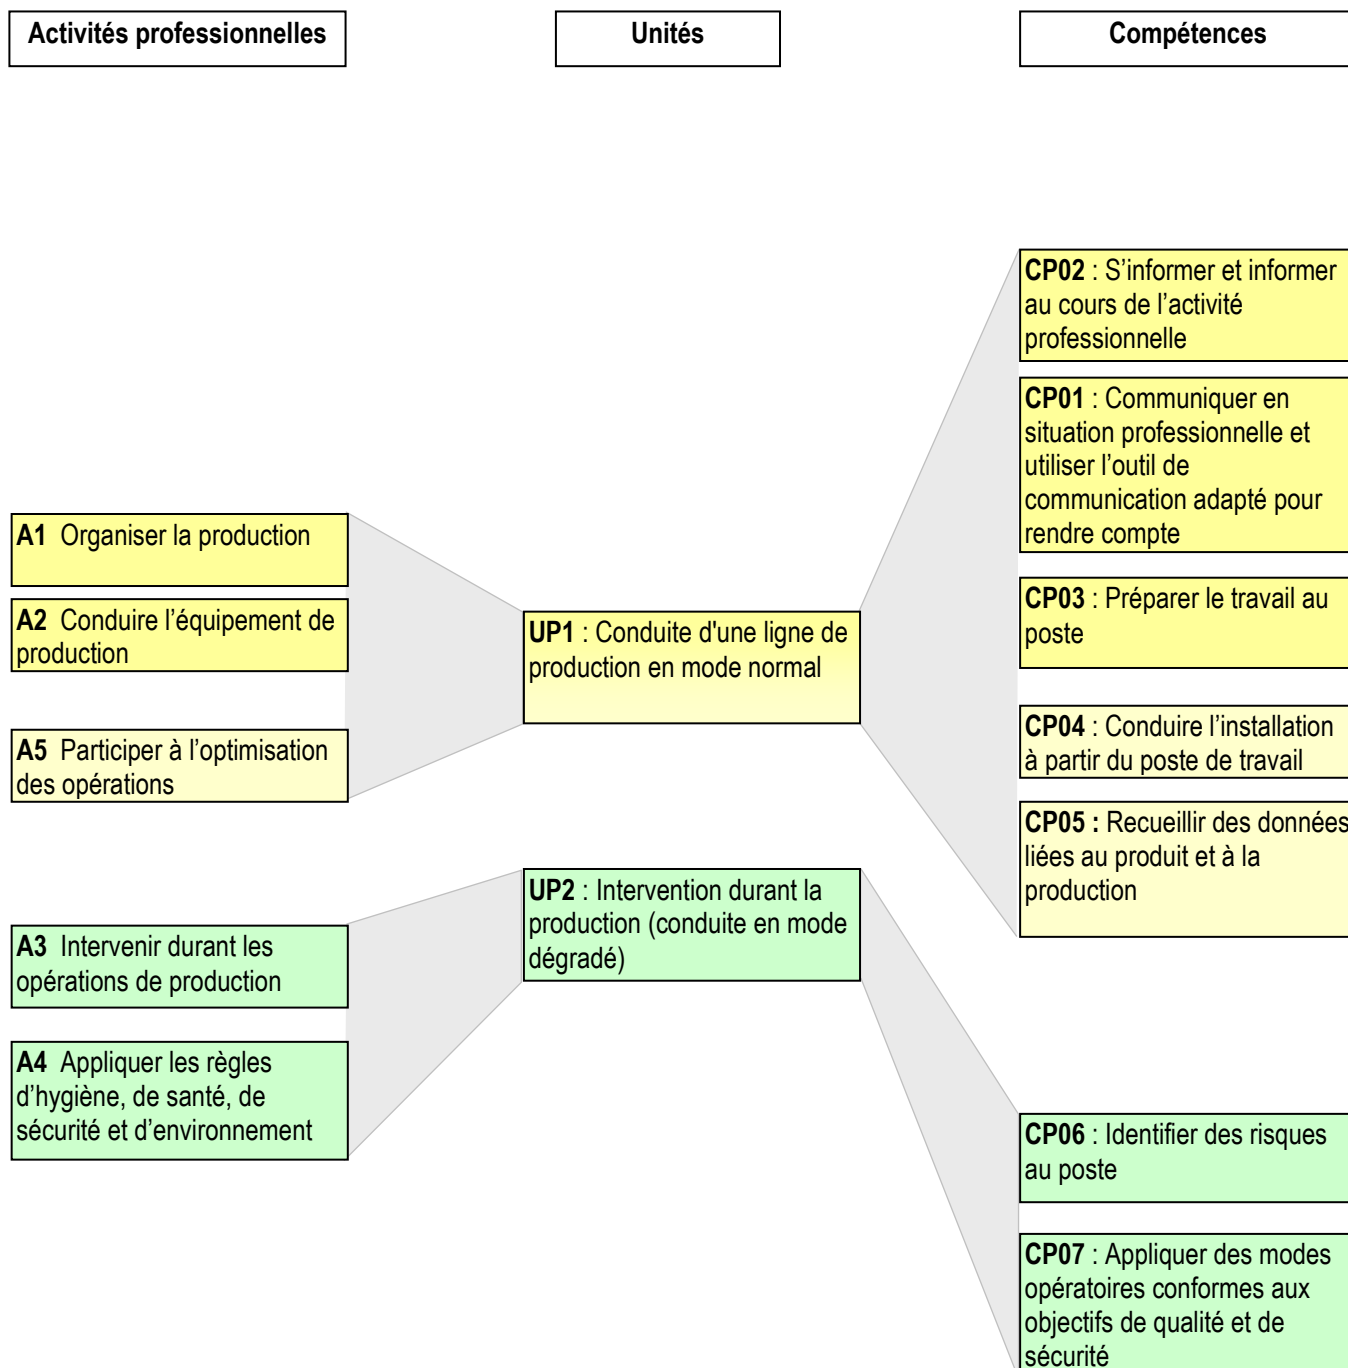 Activités professionnelles
Unités
Compétences
A1 Organiser la production
A2 Conduire l’équipement de
production
A5 Participer à l’optimisation
des opérations
A3 Intervenir durant les
opérations de production
A4 Appliquer les règles
d’hygiène, de santé, de
sécurité et d’environnement
UP1 : Conduite d'une ligne de
production en mode normal
UP2 : Intervention durant la
production (conduite en mode
dégradé)
CP02 : S’informer et informer
au cours de l’activité
professionnelle
CP01 : Communiquer en
situation professionnelle et
utiliser l’outil de
communication adapté pour
rendre compte
CP03 : Préparer le travail au
poste
CP04 : Conduire l’installation
à partir du poste de travail
CP05 : Recueillir des données
liées au produit et à la
production
CP06 : Identifier des risques
au poste
CP07 : Appliquer des modes
opératoires conformes aux
objectifs de qualité et de
sécurité